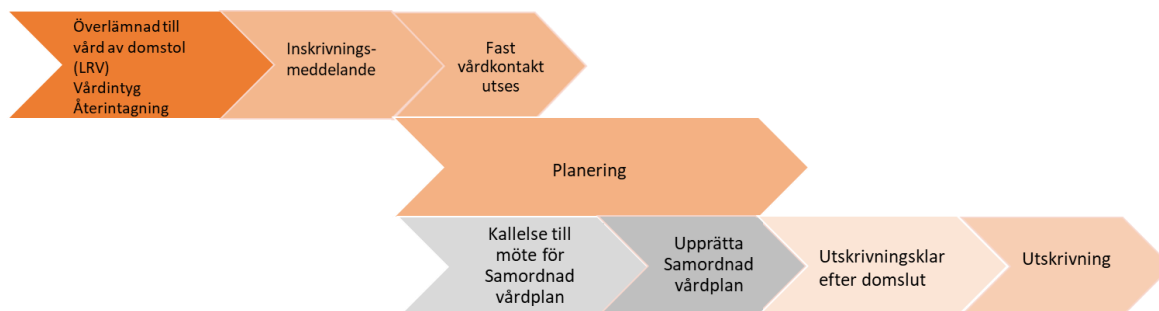 Överlämnad till
vård av domstol
(LRV)
Vårdintyg
Återintagning
Inskrivnings-
meddelande
Fast
vårdkontakt
utses
Planering
Kallelse till
möte för
Samordnad
vårdplan
Upprätta
Samordnad
vårdplan
Utskrivningsklar
efter domslut
Utskrivning